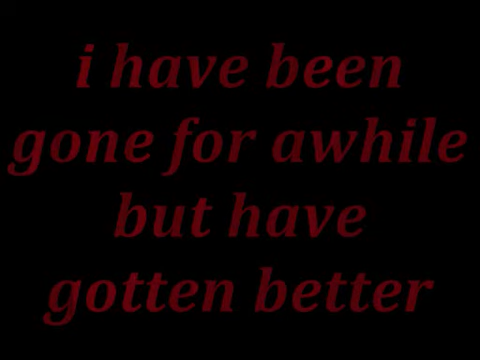 i have been
gone for awhile
but have
gotten better